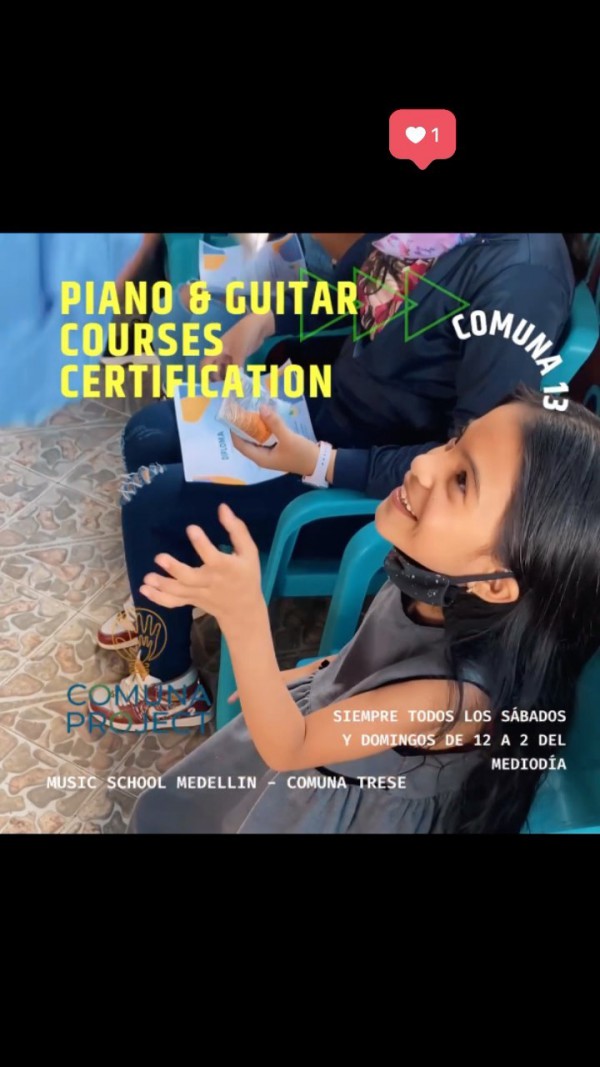 1
PIANO & GUITAR
COURSES
CERTIFICATION
COMUNA 13
DIPLOMA
COMUNA
PROJECT
SIEMPRE TODOS LOS SÁBADOS
Y DOMINGOS DE 12 A 2 DEL
MEDIODÍA
MUSIC SCHOOL MEDELLIN - COMUNA TRESE